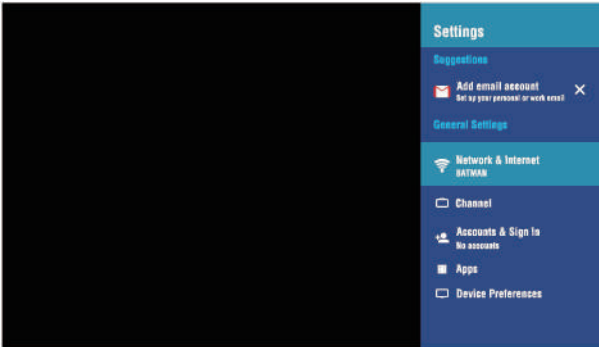 Settings
Suggestions
Add email account
Set up your personal or work email
General Settings
Network & Internet
BATMAN
Channel
Accounts & Sign In
No accounts
Apps
Device Preferences